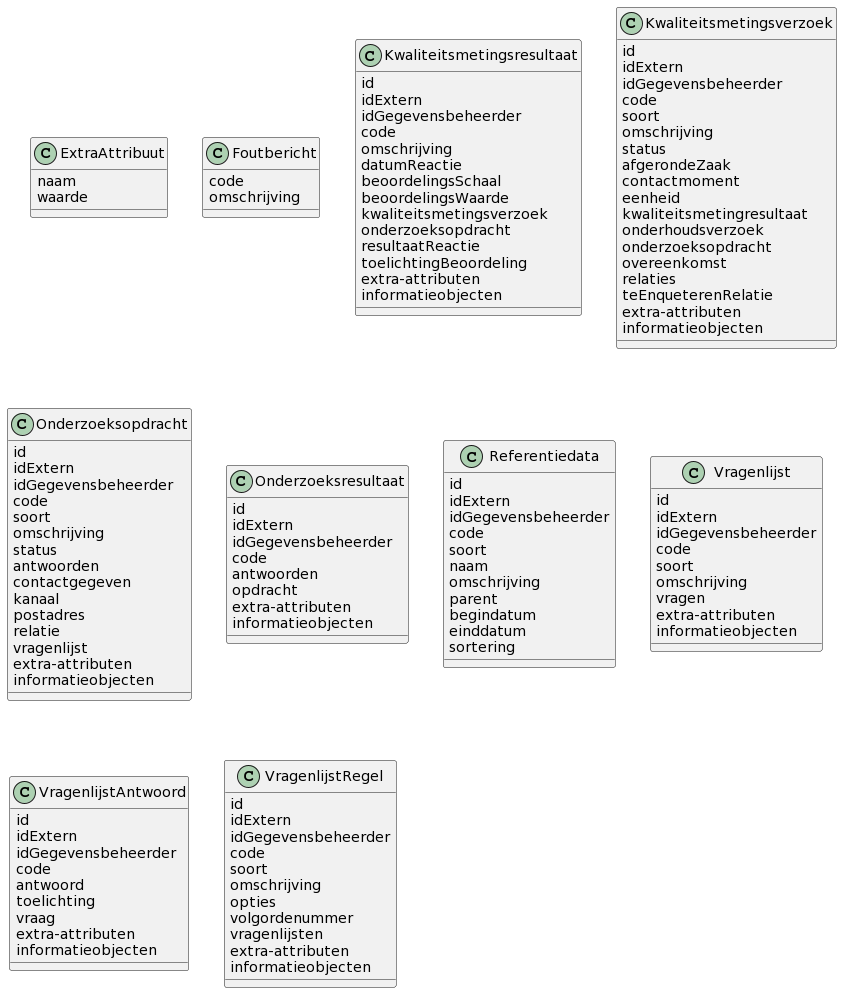 C ExtraAttribuut
naam
waarde
C Foutbericht
code
omschrijving
C Kwaliteitsmetingsresultaat
id
idExtern
idGegevensbeheerder
code
omschrijving
datumReactie
beoordelingsSchaal
beoordelingsWaarde
kwaliteitsmetingsverzoek
onderzoeksopdracht
resultaatReactie
toelichtingBeoordeling
extra-attributen
informatieobjecten
C Kwaliteitsmetingsverzoek
id
idExtern
idGegevensbeheerder
code
soort
omschrijving
status
afgerondeZaak
contactmoment
eenheid
kwaliteitsmetingresultaat
onderhoudsverzoek
onderzoeksopdracht
overeenkomst
relaties
teEnqueterenRelatie
extra-attributen
informatieobjecten
C Onderzoeksopdracht
id
idExtern
idGegevensbeheerder
code
soort
omschrijving
status
antwoorden
contactgegeven
kanaal
postadres
relatie
vragenlijst
extra-attributen
informatieobjecten
C Onderzoeksresultaat
id
idExtern
idGegevensbeheerder
code
antwoorden
opdracht
extra-attributen
informatieobjecten
C Referentiedata
id
idExtern
idGegevensbeheerder
code
soort
naam
omschrijving
parent
begindatum
einddatum
sortering
C Vragenlijst
id
idExtern
idGegevensbeheerder
code
soort
omschrijving
vragen
extra-attributen
informatieobjecten
C VragenlijstAntwoord
id
idExtern
idGegevensbeheerder
code
antwoord
toelichting
vraag
extra-attributen
informatieobjecten
C VragenlijstRegel
id
idExtern
idGegevensbeheerder
code
soort
omschrijving
opties
volgordenummer
vragenlijsten
extra-attributen
informatieobjecten